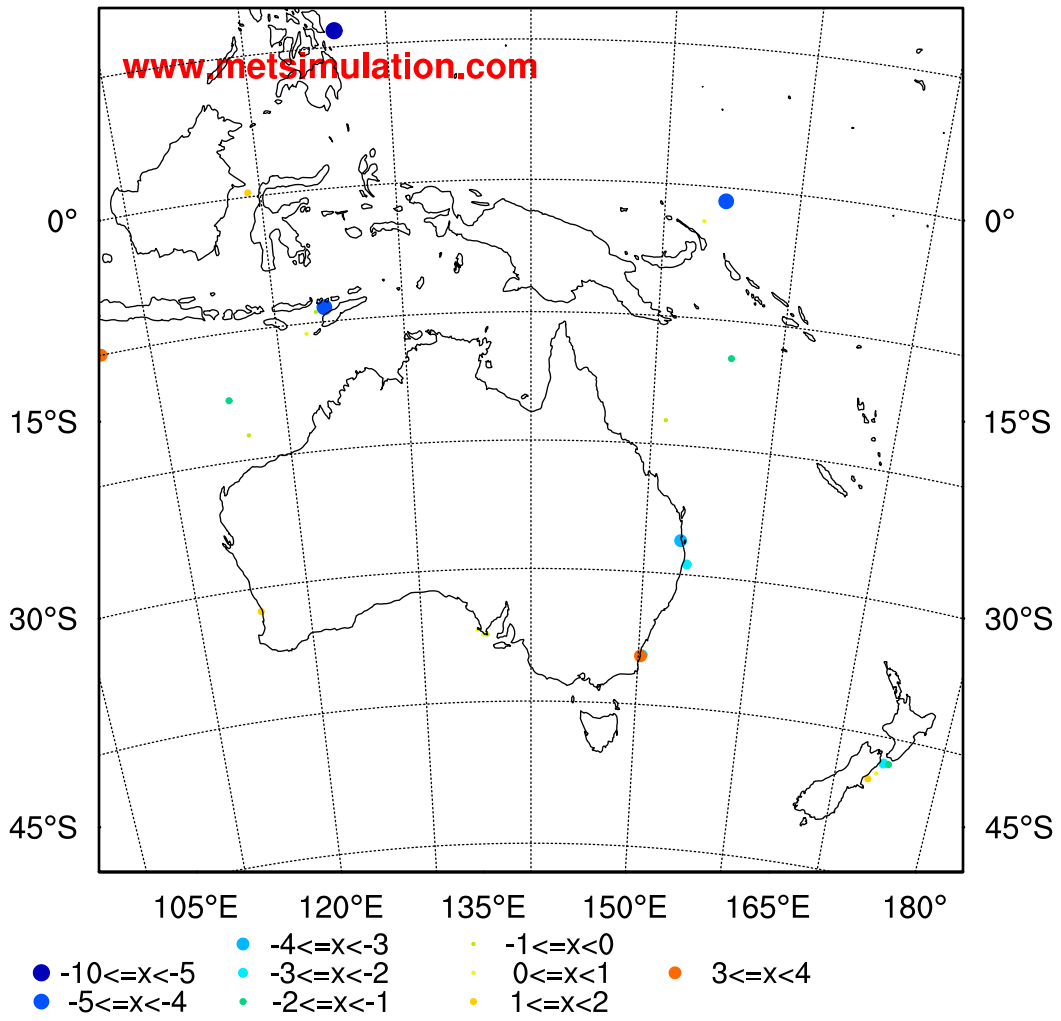 www.metsimulation.com
0° 0°
15°S 15°S
30°S 30°S
45°S 45°S
105°E 120°E 135°E 150°E 165°E 180°
-4<=x<-3 -1<=x<0
-10<=x<-5 -3<=x<-2 0<=x<1 3<=x<4
-5<=x<-4 -2<=x<-1 1<=x<2